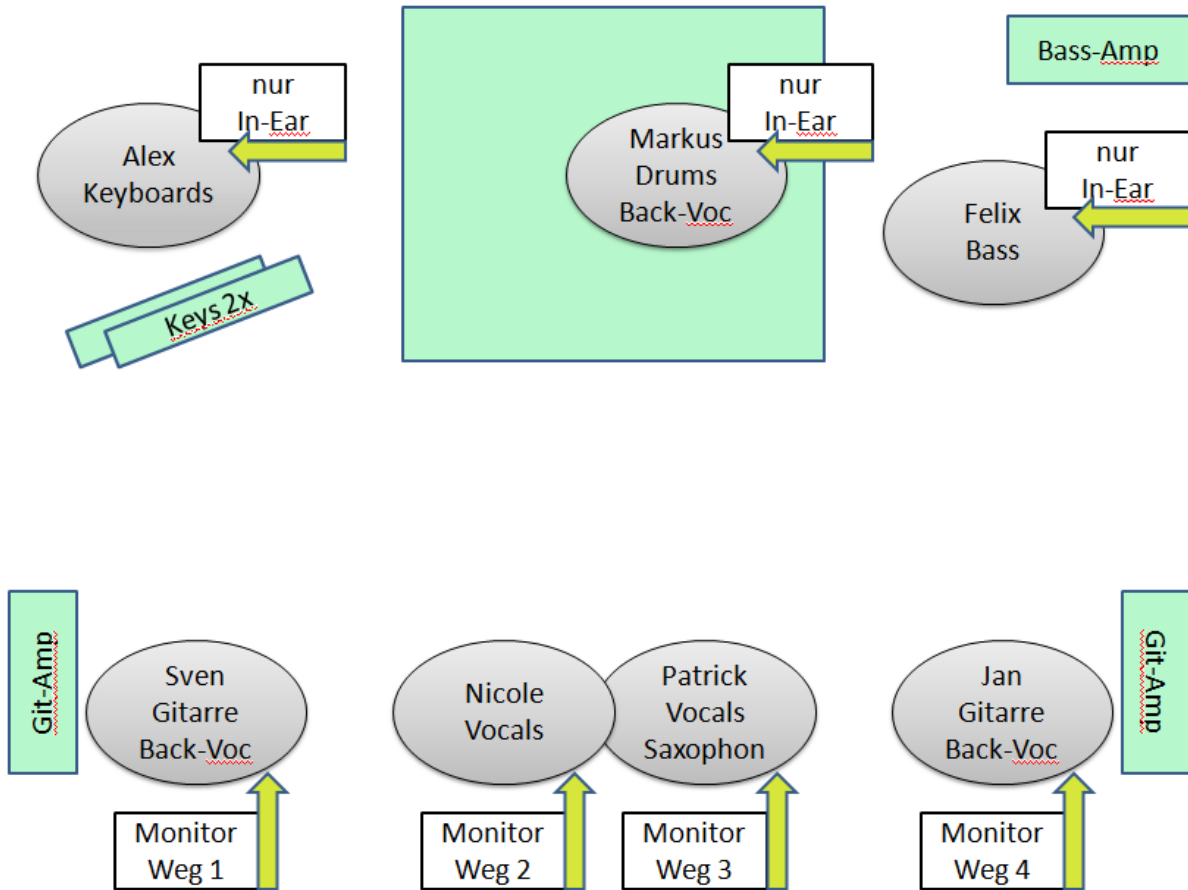 Bass-Amp
nur
In-Ear
Alex
Keyboards
nur
In-Ear
Markus
Drums
Back-Voc
nur
In-Ear
Felix
Bass
Keys 2x
Git-Amp
Sven
Gitarre
Back-Voc
Nicole
Vocals
Patrick
Vocals
Saxophon
Jan
Gitarre
Back-Voc
Git-Amp
Monitor
Weg 1
Monitor
Weg 2
Monitor
Weg 3
Monitor
Weg 4